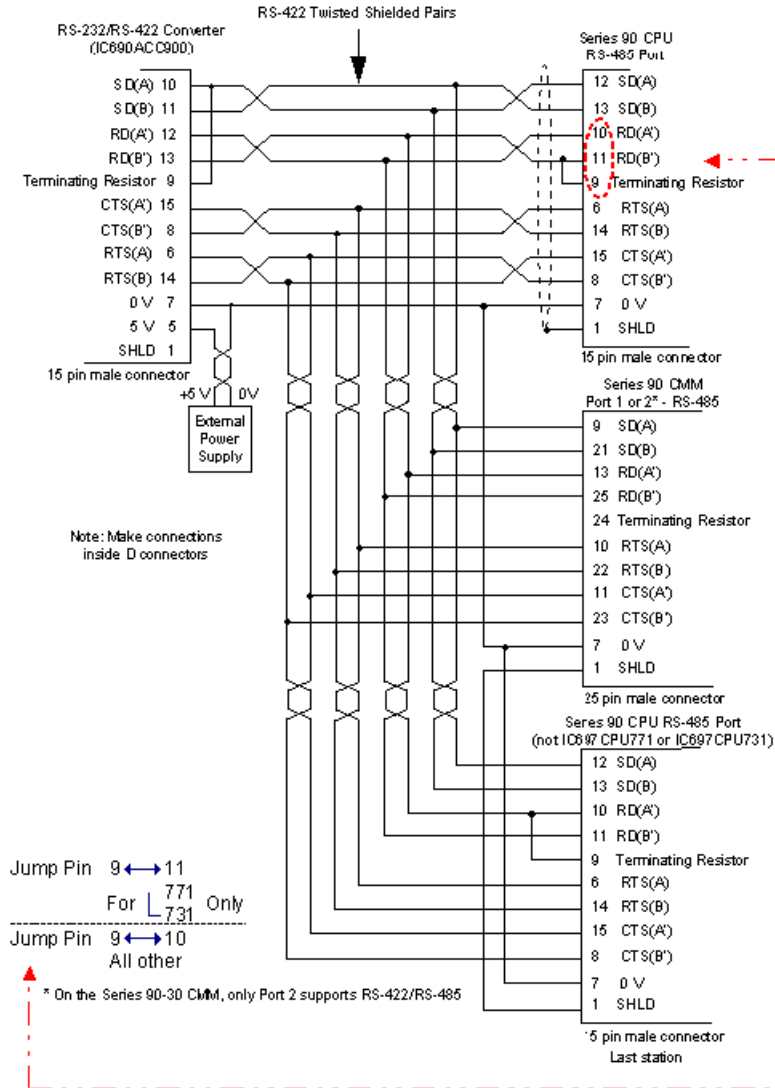 RS-422 Twisted Shielded Pairs
RS-232/RS-422 Converter
(IC690ACC900)
SD(A) 10
SD(B) 11
RD(A') 12
RD(B') 13
Terminating Resistor 9
CTS(A') 15
CTS(B') 8
RTS(A) 6
RTS(B) 14
0V 7
5 V 5
SHLD 1
15 pin male connector
+5 V 0V
External
Power
Supply
Note: Make connections
inside D connectors
Series 90 CPU
RS-485 Port
12 SD(A)
13 SD(B)
10 RD(A')
11 RD(B')
9 Terminating Resistor
6 RTS(A)
14 RTS(B)
15 CTS(A')
8 CTS(B')
7 0 V
1 SHLD
15 pin male connector
Series 90 CMM
Port 1 or 2* - RS-485
9 SD(A)
21 SD(B)
13 RD(A')
25 RD(B')
24 Terminating Resistor
10 RTS(A)
22 RTS(B)
11 CTS(A')
23 CTS(B')
7 0 V
1 SHLD
25 pin male connector
Seres 90 CPU RS-485 Port
(not IC697CPU771 or IC697CPU731)
12 SD(A)
13 SD(B)
10 RD(A')
11 RD(B')
9 Terminating Resistor
6 RTS(A)
14 RTS(B)
15 CTS(A')
8 CTS(B')
7 0 V
1 SHLD
'5 pin male connector
Last station
Jump Pin 9 ↔ 11
For 771 Only
731
Jump Pin 9 ↔ 10
All other
* On the Series 90-30 CMM, only Port 2 supports RS-422/RS-485